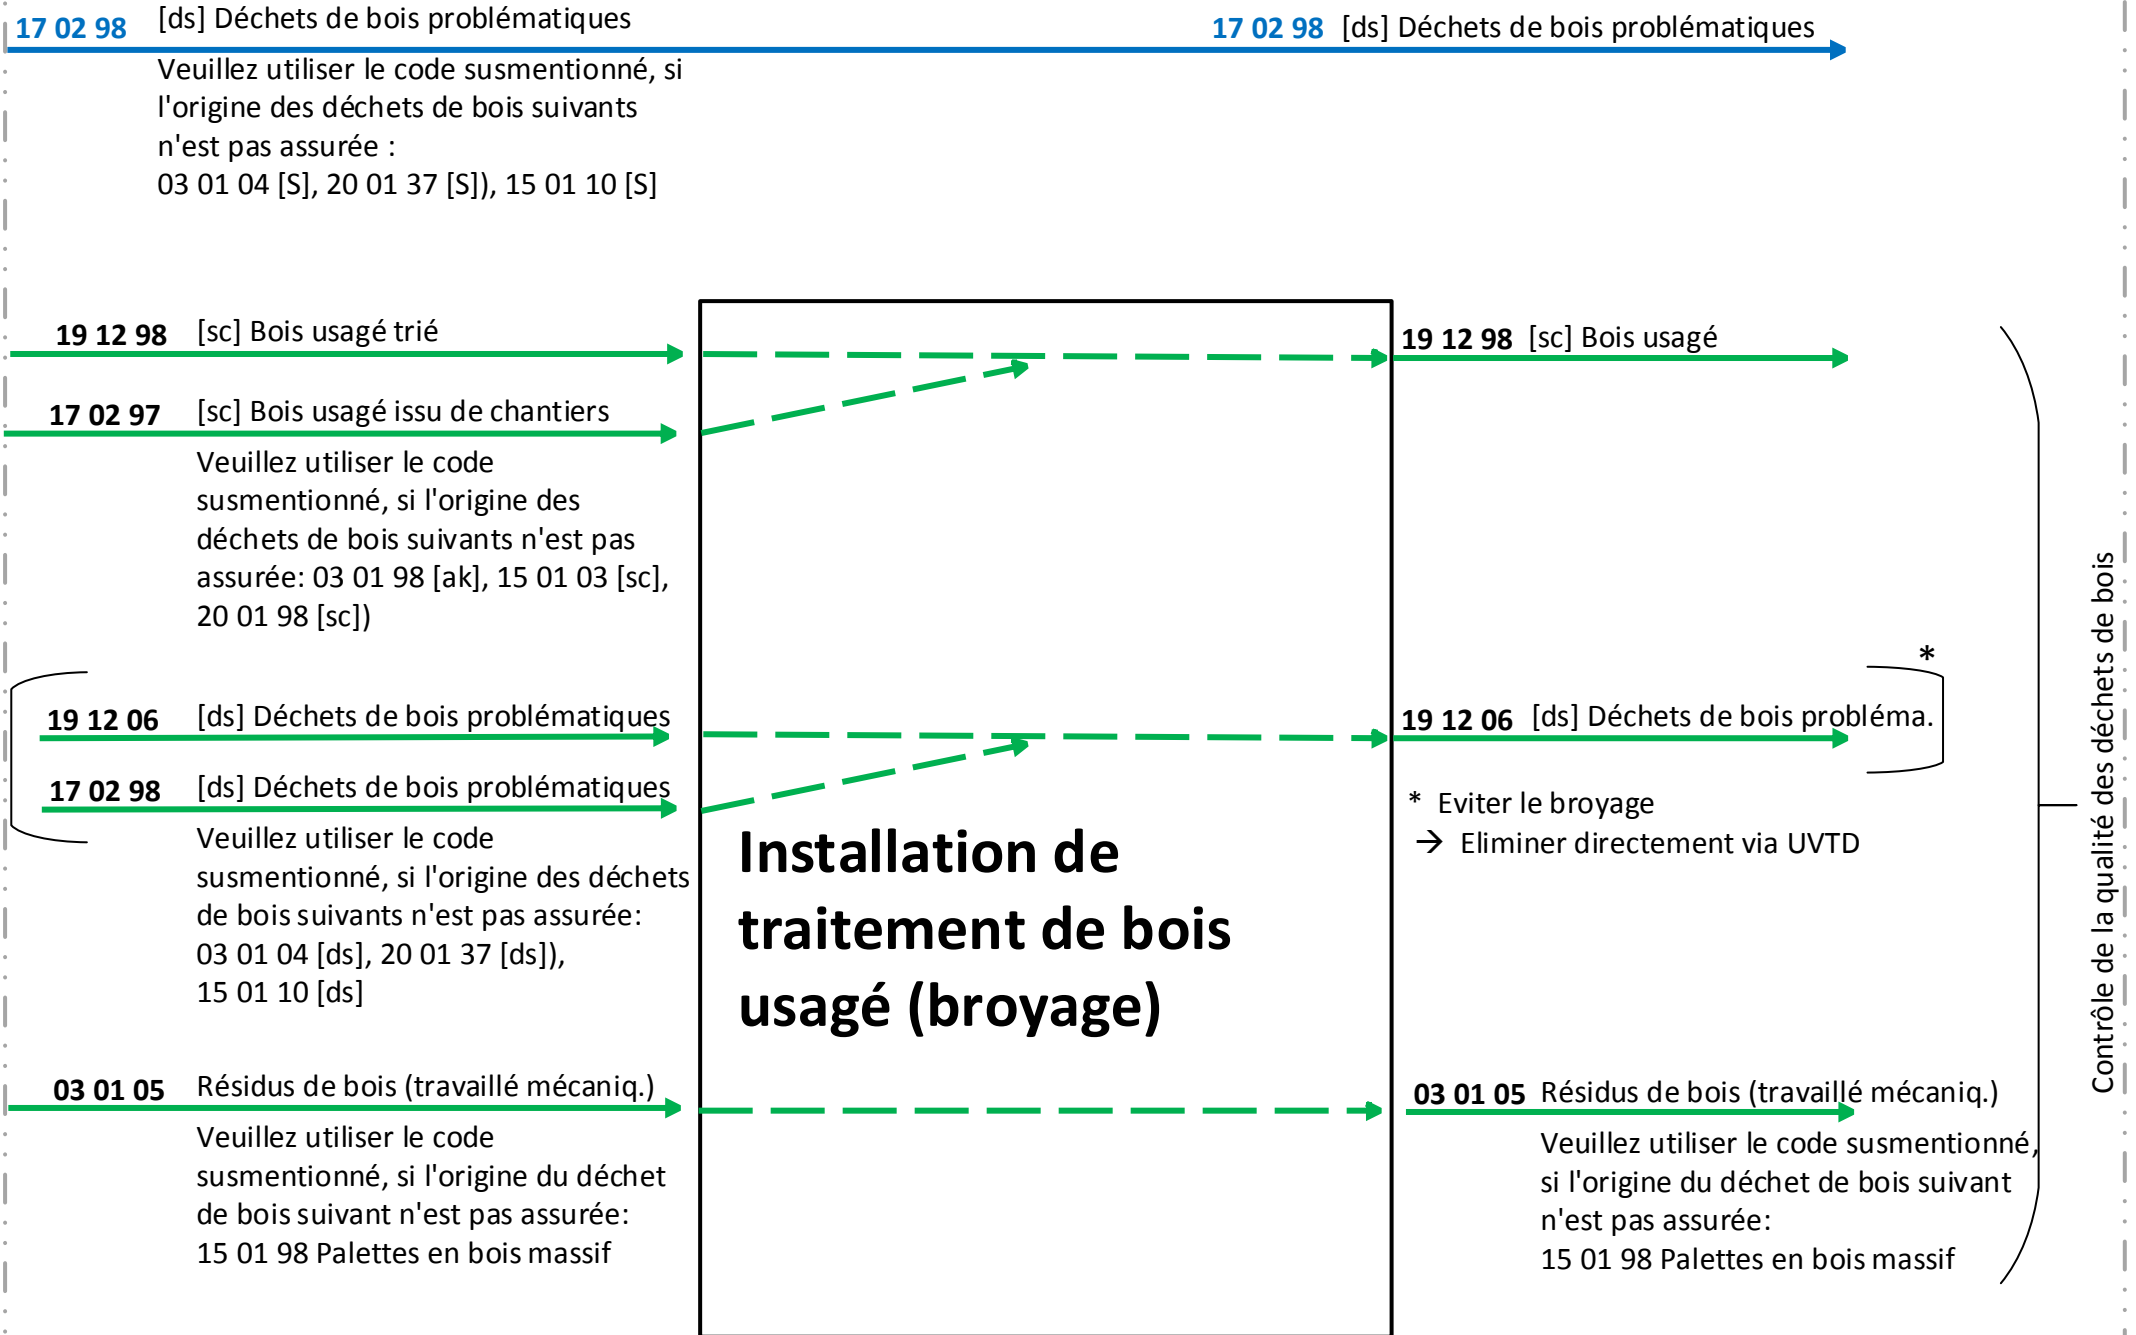 17 02 98 [ds] Déchets de bois problématiques
Veuillez utiliser le code susmentionné, si
l'origine des déchets de bois suivants
n'est pas assurée :
03 01 04 [S], 20 01 37 [S]), 15 01 10 [S]
17 02 98 [ds] Déchets de bois problématiques
19 12 98 [sc] Bois usagé trié
17 02 97 [sc] Bois usagé issu de chantiers
Veuillez utiliser le code
susmentionné, si l'origine des
déchets de bois suivants n'est pas
assurée: 03 01 98 [ak], 15 01 03 [sc],
20 01 98 [sc])
19 12 06 [ds] Déchets de bois problématiques
17 02 98 [ds] Déchets de bois problématiques
Veuillez utiliser le code
susmentionné, si l'origine des déchets
de bois suivants n'est pas assurée:
03 01 04 [ds], 20 01 37 [ds]),
15 01 10 [ds]
03 01 05 Résidus de bois (travaillé mécaniq.)
Veuillez utiliser le code
susmentionné, si l'origine du déchet
de bois suivant n'est pas assurée:
15 01 98 Palettes en bois massif
Installation de
traitement de bois
usagé (broyage)
19 12 98 [sc] Bois usagé
*
19 12 06 [ds] Déchets de bois probléma.
* Eviter le broyage
→ Eliminer directement via UVTD
03 01 05 Résidus de bois (travaillé mécaniq.)
Veuillez utiliser le code susmentionné,
si l'origine du déchet de bois suivant
n'est pas assurée:
15 01 98 Palettes en bois massif
Contrôle de la qualité des déchets de bois